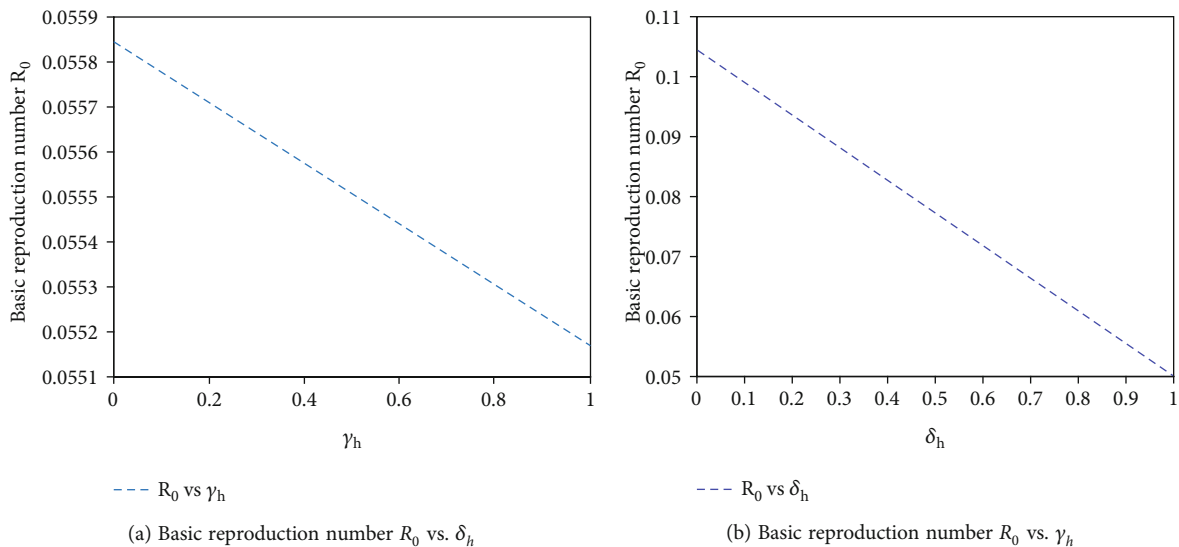 0.0559
0.0558
0.0557
0.0556
0.0555
0.0554
0.0553
0.0552
0.0551
Basic reproduction number R₀
0 0.2 0.4 0.6 0.8 1
γₕ
--- R₀ vs γₕ
(a) Basic reproduction number R₀ vs. δₕ
0.11
0.1
0.09
0.08
0.07
0.06
0.05
Basic reproduction number R₀
0 0.1 0.2 0.3 0.4 0.5 0.6 0.7 0.8 0.9 1
δₕ
--- R₀ vs δₕ
(b) Basic reproduction number R₀ vs. γₕ